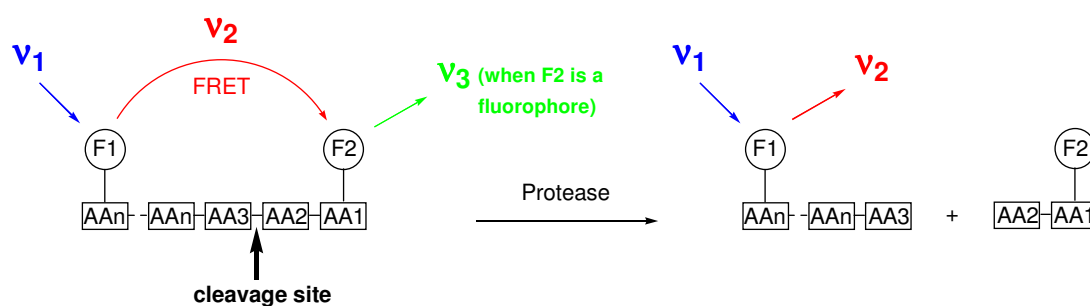 ν1
ν2
FRET
ν3 (when F2 is a
fluorophore)
F1
F2
AAn
AAn
AA3
AA2
AA1
cleavage site
Protease
ν1
ν2
F1
AAn
AAn
AA3
+
F2
AA2
AA1